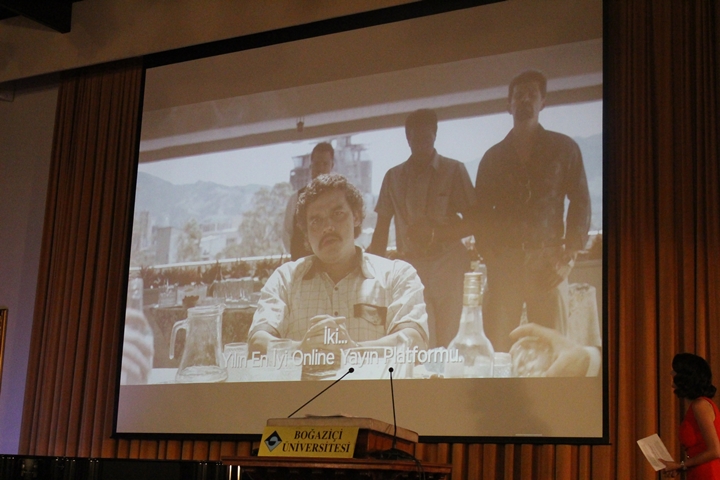 İki...
Yılın En İyi Online Yayın Platformu.
BOĞAZİÇİ
ÜNİVERSİTESİ